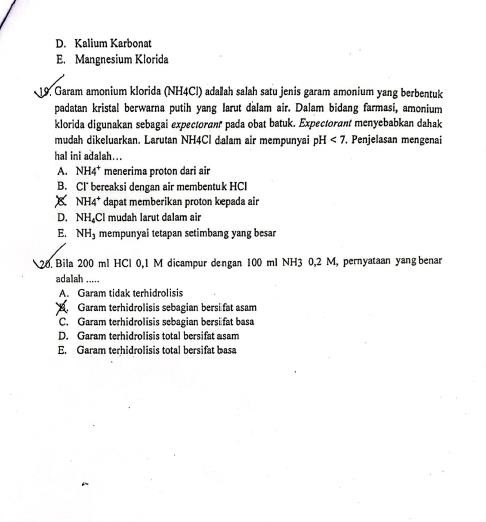 D. Kalium Karbonat
E. Mangnesium Klorida
19. Garam amonium klorida (NH4Cl) adalah salah satu jenis garam amonium yang berbentuk
padatan kristal berwarna putih yang larut dalam air. Dalam bidang farmasi, amonium
klorida digunakan sebagai expectorant pada obat batuk. Expectorant menyebabkan dahak
mudah dikeluarkan. Larutan NH4Cl dalam air mempunyai pH < 7. Penjelasan mengenai
hal ini adalah…
A. NH4⁺ menerima proton dari air
B. Cl⁻ bereaksi dengan air membentuk HCl
C. NH4⁺ dapat memberikan proton kepada air
D. NH₄Cl mudah larut dalam air
E. NH₃ mempunyai tetapan setimbang yang besar
20. Bila 200 ml HCl 0,1 M dicampur dengan 100 ml NH3 0,2 M, pernyataan yang benar
adalah .....
A. Garam tidak terhidrolisis
B. Garam terhidrolisis sebagian bersifat asam
C. Garam terhidrolisis sebagian bersifat basa
D. Garam terhidrolisis total bersifat asam
E. Garam terhidrolisis total bersifat basa